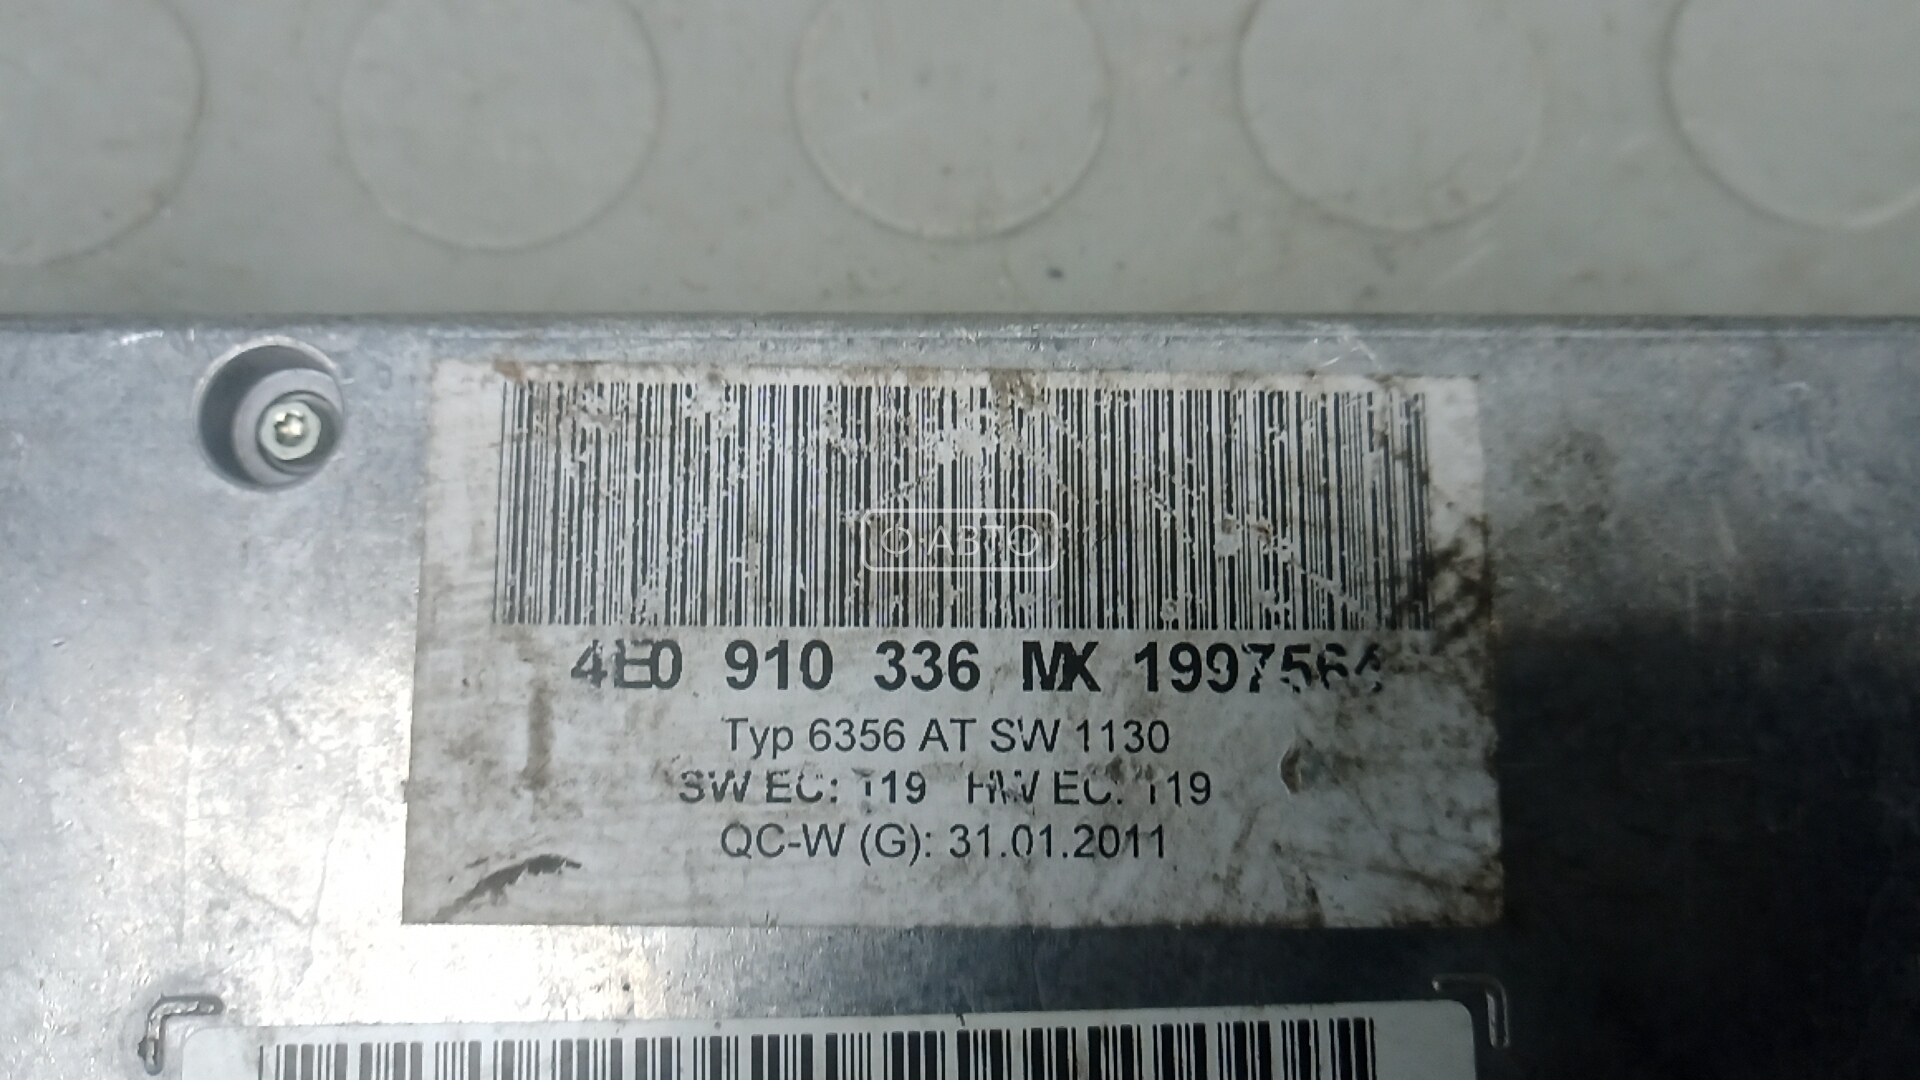 O·АВТО
4E0 910 336 MX
Typ 6356 AT SW 1130
SW EC: 119 HW EC: 119
QC-W (G): 31.01.2011